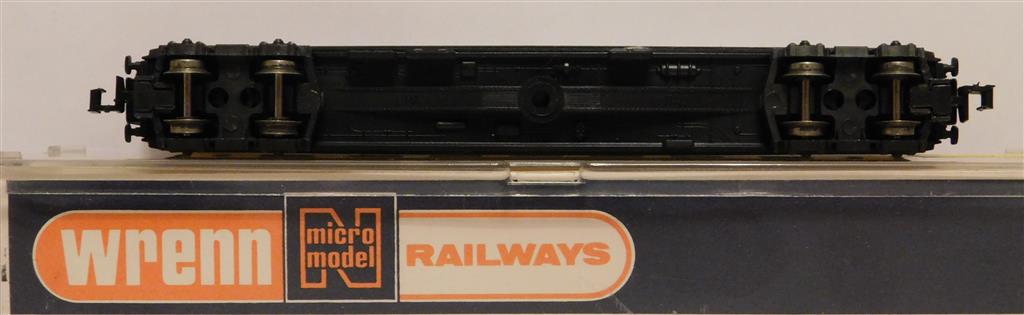 wrenn
micro
model
N
RAILWAYS